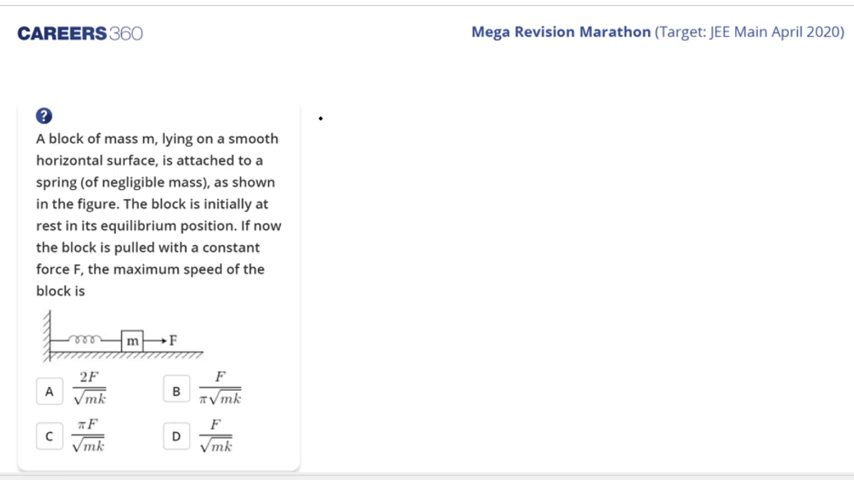 CAREERS360
Mega Revision Marathon (Target: JEE Main April 2020)
?
A block of mass m, lying on a smooth
horizontal surface, is attached to a
spring (of negligible mass), as shown
in the figure. The block is initially at
rest in its equilibrium position. If now
the block is pulled with a constant
force F, the maximum speed of the
block is
m F
A 2F/√mk
B F/π√mk
C πF/√mk
D F/√mk